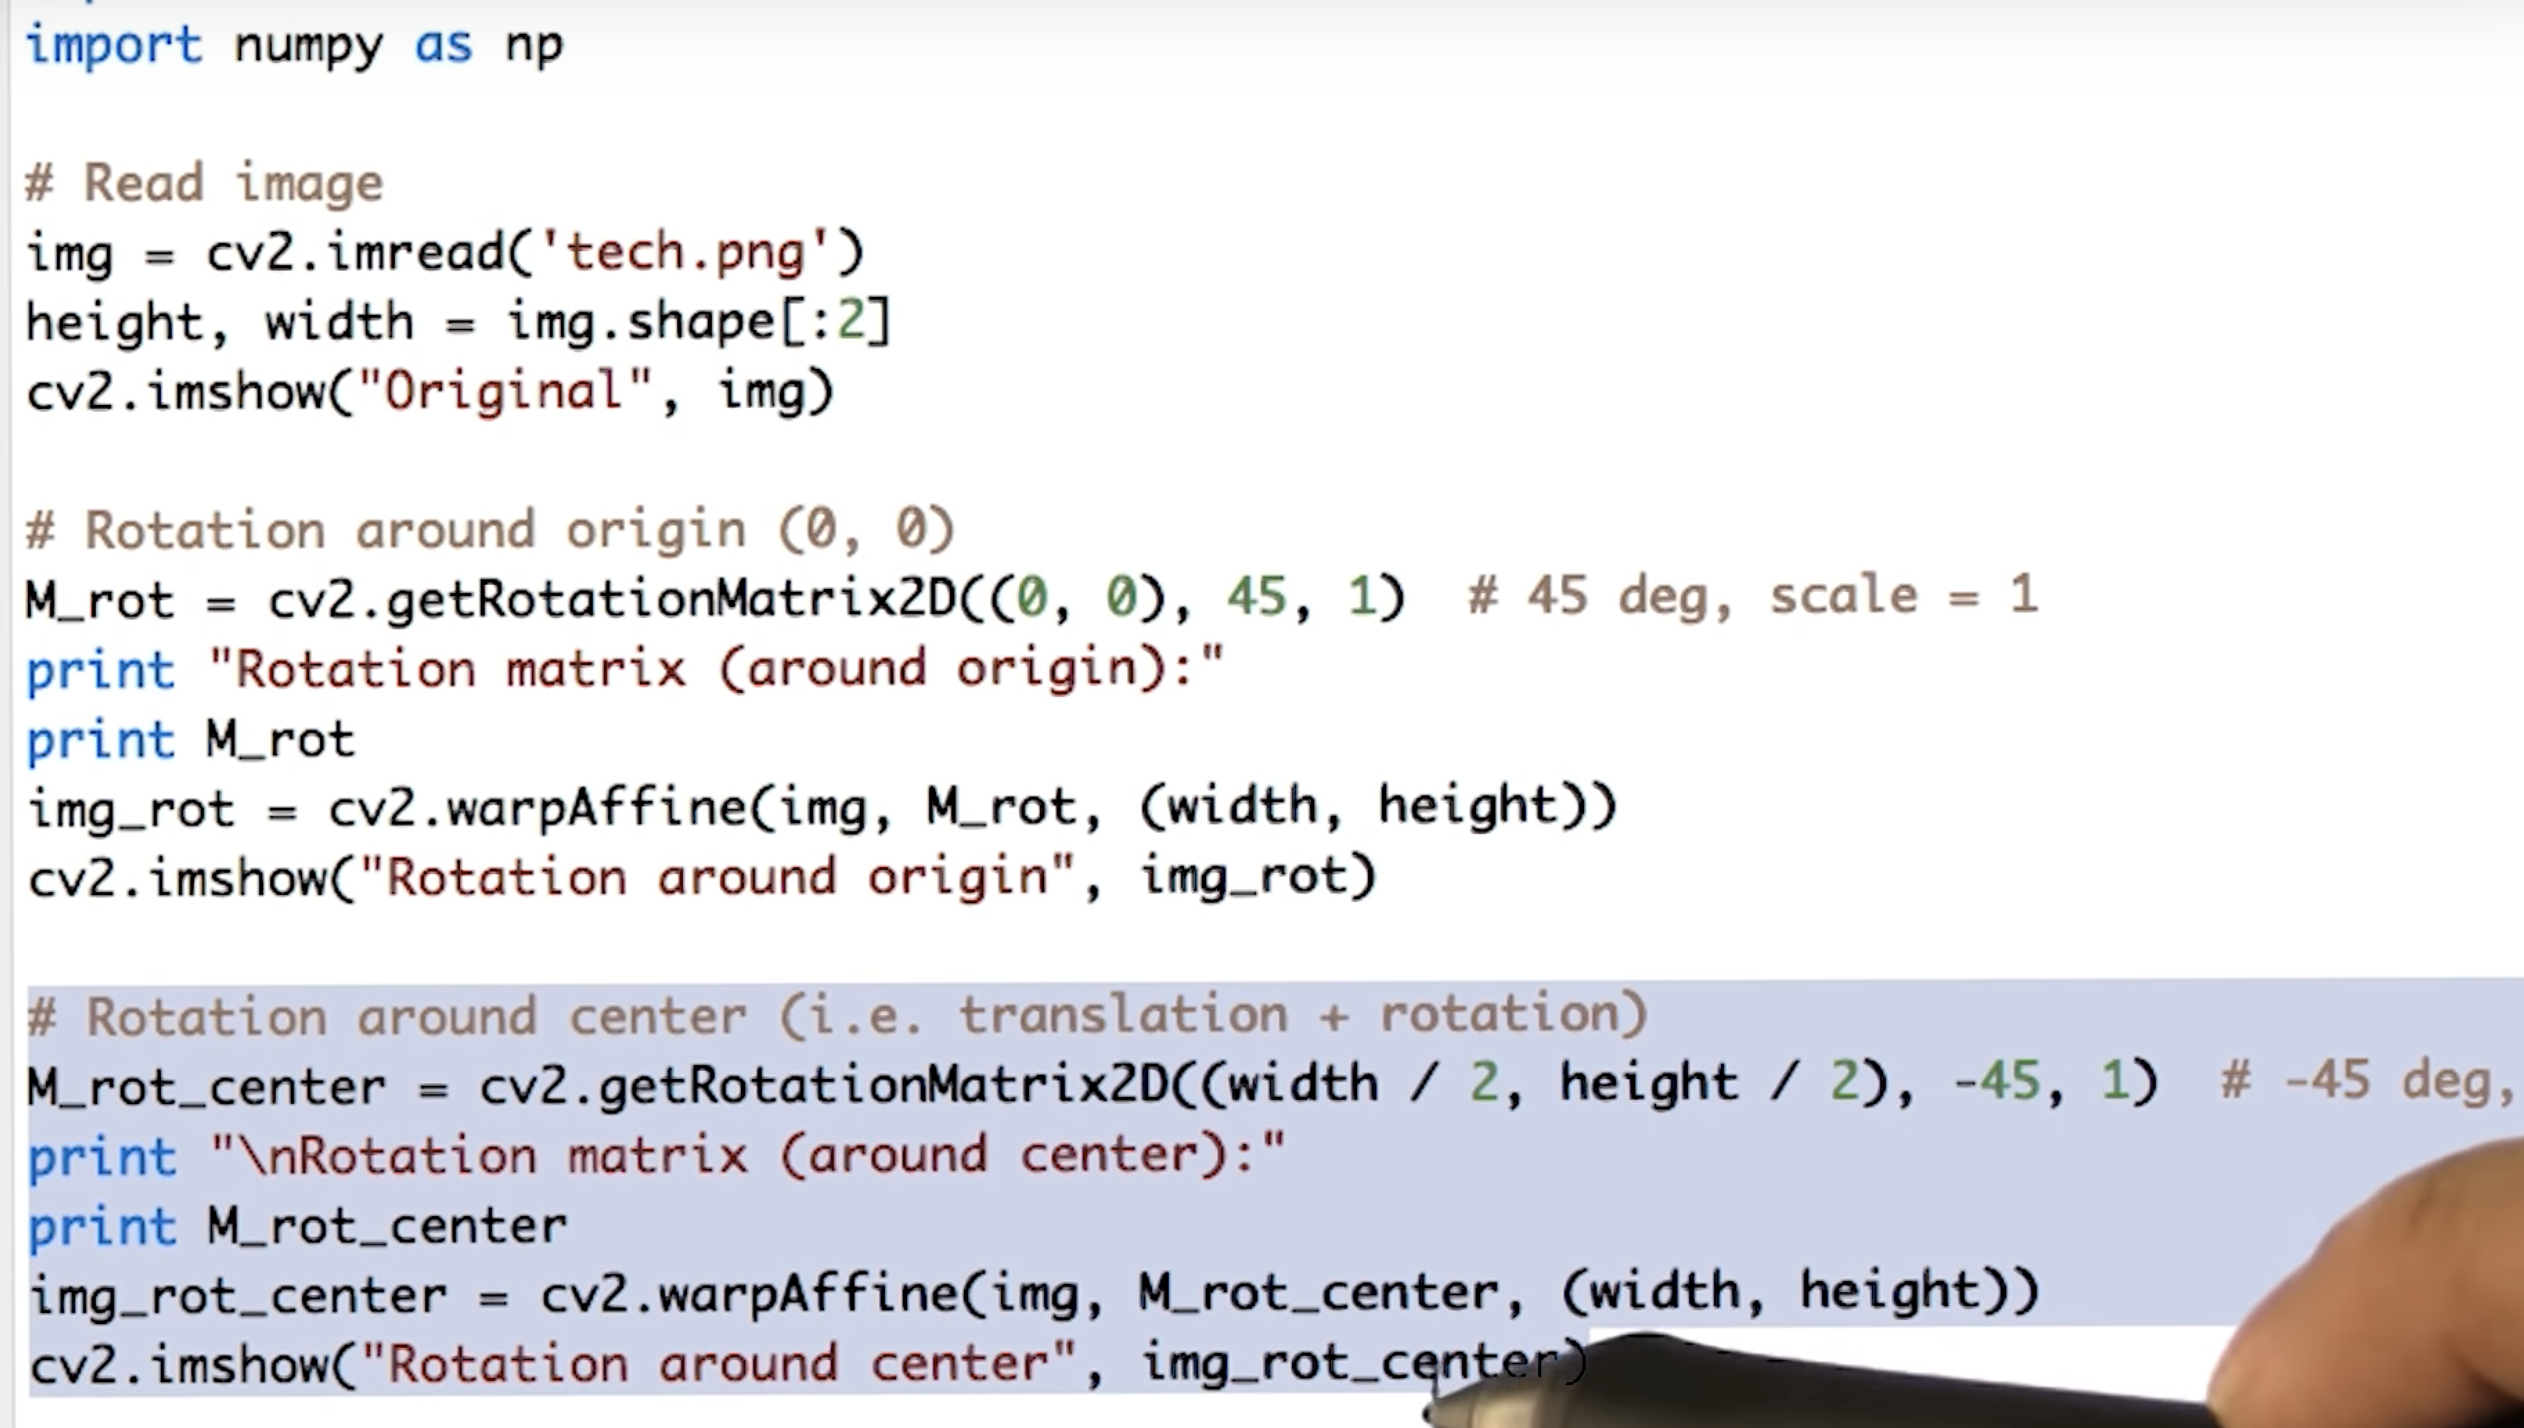 import numpy as np
# Read image
img = cv2.imread('tech.png')
height, width = img.shape[:2]
cv2.imshow("Original", img)
# Rotation around origin (0, 0)
M_rot = cv2.getRotationMatrix2D((0, 0), 45, 1)  # 45 deg, scale = 1
print "Rotation matrix (around origin):"
print M_rot
img_rot = cv2.warpAffine(img, M_rot, (width, height))
cv2.imshow("Rotation around origin", img_rot)
# Rotation around center (i.e. translation + rotation)
M_rot_center = cv2.getRotationMatrix2D((width / 2, height / 2), -45, 1)  # -45 deg,
print "\nRotation matrix (around center):"
print M_rot_center
img_rot_center = cv2.warpAffine(img, M_rot_center, (width, height))
cv2.imshow("Rotation around center", img_rot_center)